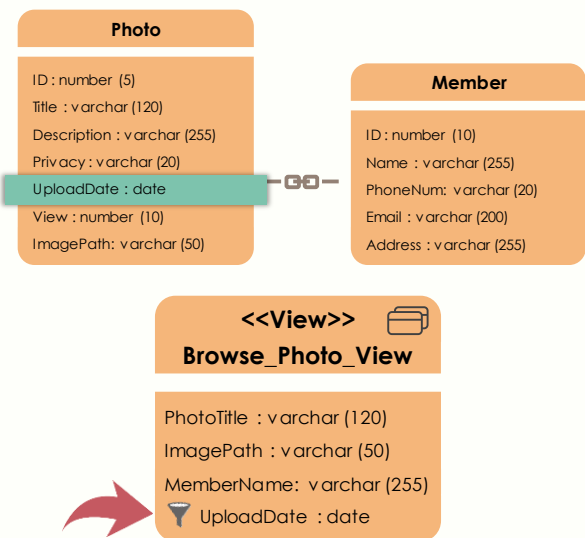 Photo
ID : number (5)
Title : varchar (120)
Description : varchar (255)
Privacy : varchar (20)
UploadDate : date
View : number (10)
ImagePath: varchar (50)
Member
ID : number (10)
Name : varchar (255)
PhoneNum: varchar (20)
Email : varchar (200)
Address : varchar (255)
<<View>>
Browse_Photo_View
PhotoTitle : varchar (120)
ImagePath : varchar (50)
MemberName: varchar (255)
UploadDate : date